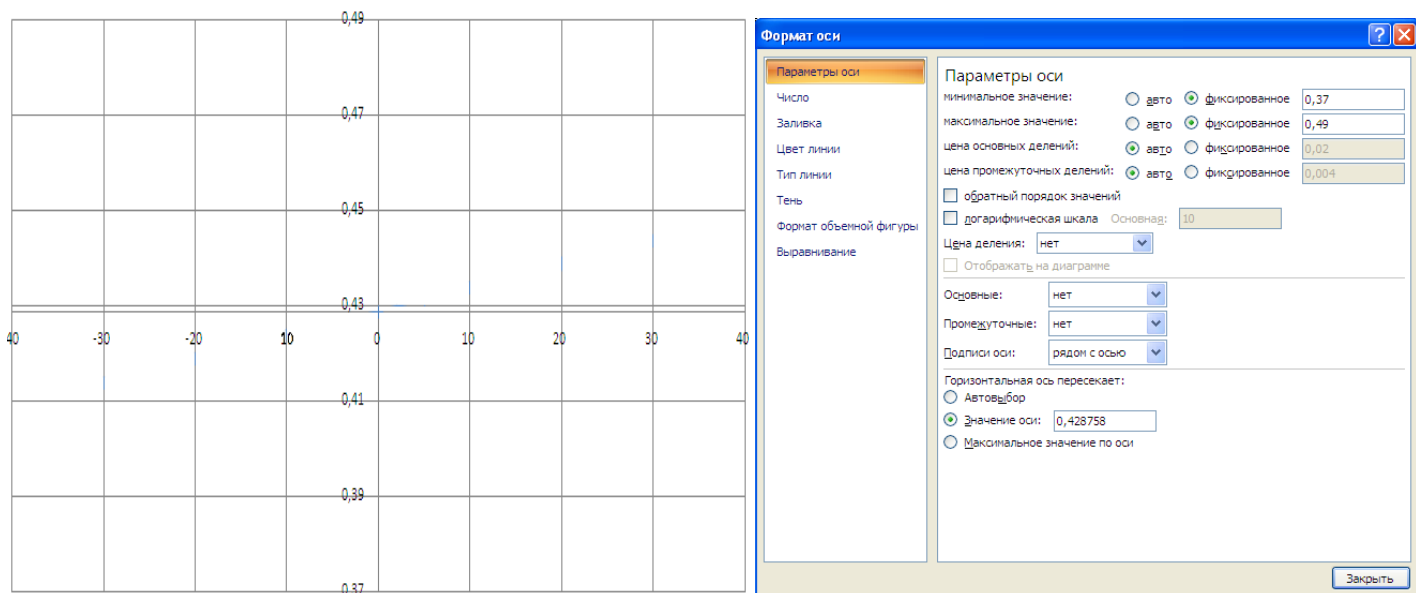 0,49
0,47
0,45
0,43
40 -30 -20 10 0 10 20 30 40
0,41
0,39
0,37
Формат оси
Параметры оси
Число
Заливка
Цвет линии
Тип линии
Тень
Формат объемной фигуры
Выравнивание
Параметры оси
минимальное значение: авто фиксированное 0,37
максимальное значение: авто фиксированное 0,49
цена основных делений: авто фиксированное 0,02
цена промежуточных делений: авто фиксированное 0,004
обратный порядок значений
логарифмическая шкала Основная: 10
Цена деления: нет
Отображать на диаграмме
Основные: нет
Промежуточные: нет
Подписи оси: рядом с осью
Горизонтальная ось пересекает:
Автовыбор
Значение оси: 0,428758
Максимальное значение по оси
Закрыть